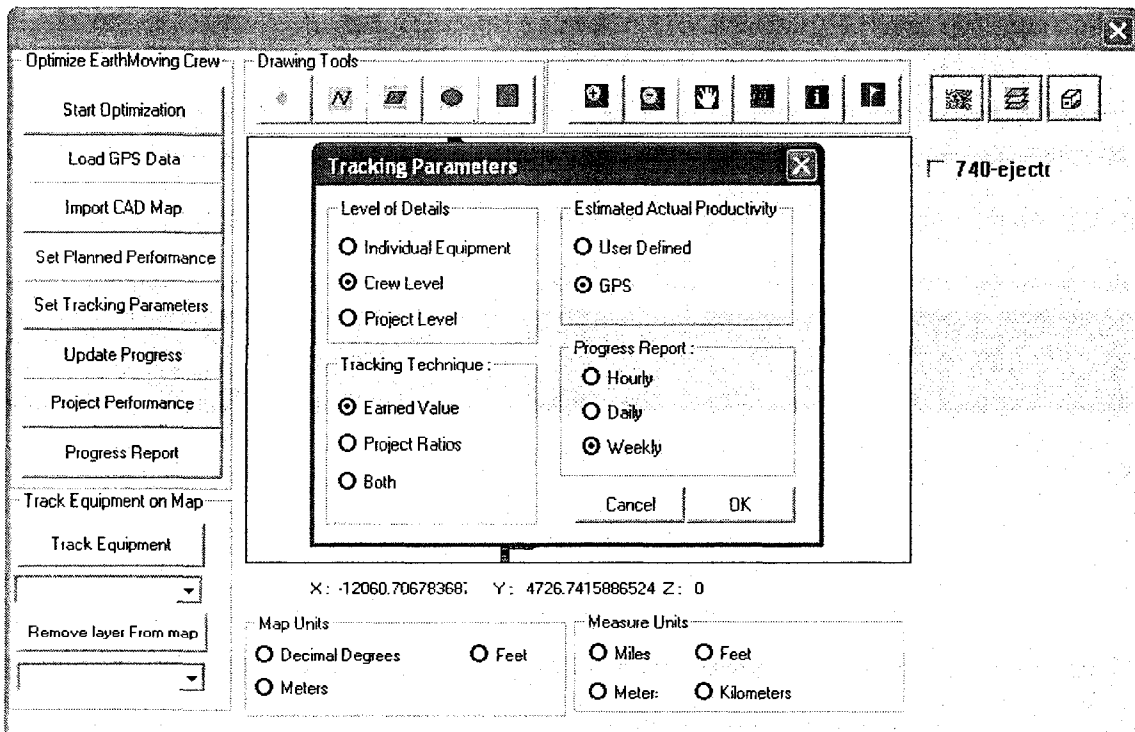 Optimize EarthMoving Crew
Start Optimization
Load GPS Data
Import CAD Map
Set Planned Performance
Set Tracking Parameters
Update Progress
Project Performance
Progress Report
Track Equipment on Map
Track Equipment
Remove layer From map
Drawing Tools
740-ejectr
Tracking Parameters
Level of Details
Individual Equipment
Crew Level
Project Level
Tracking Technique :
Earned Value
Project Ratios
Both
Estimated Actual Productivity
User Defined
GPS
Progress Report :
Hourly
Daily
Weekly
Cancel OK
X: -12060.70678368; Y: 4726.7415886524 Z: 0
Map Units
Decimal Degrees Feet
Meters
Measure Units
Miles Feet
Meter: Kilometers